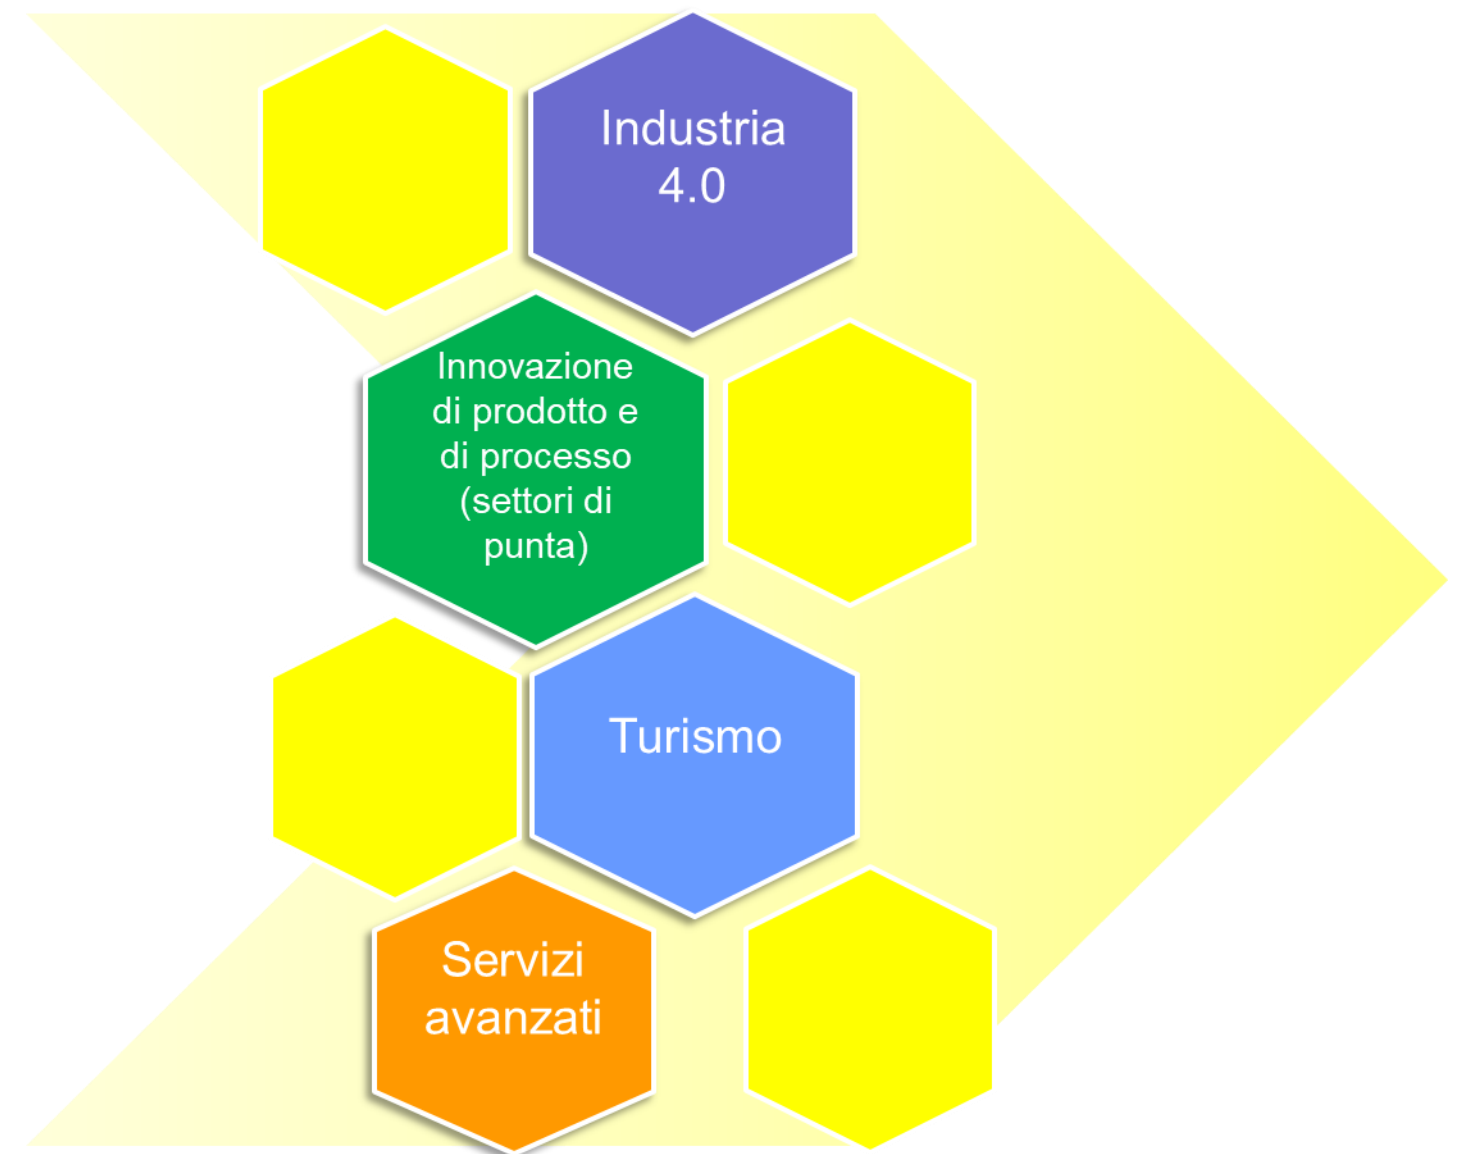 Industria
4.0
Innovazione
di prodotto e
di processo
(settori di
punta)
Turismo
Servizi
avanzati